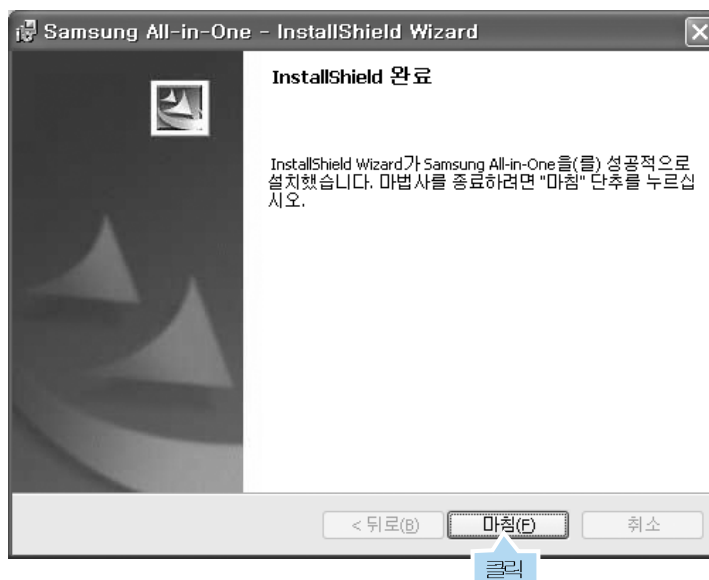 Samsung All-in-One - InstallShield Wizard
InstallShield 완료
InstallShield Wizard가 Samsung All-in-One을(를) 성공적으로
설치했습니다. 마법사를 종료하려면 "마침" 단추를 누르십
시오.
< 뒤로(B) 마침(F) 취소
클릭